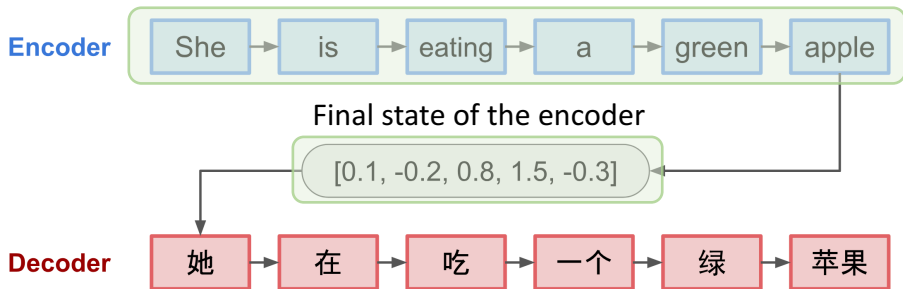 Encoder She is eating a green apple
Final state of the encoder
[0.1, -0.2, 0.8, 1.5, -0.3]
Decoder 她 在 吃 一个 绿 苹果